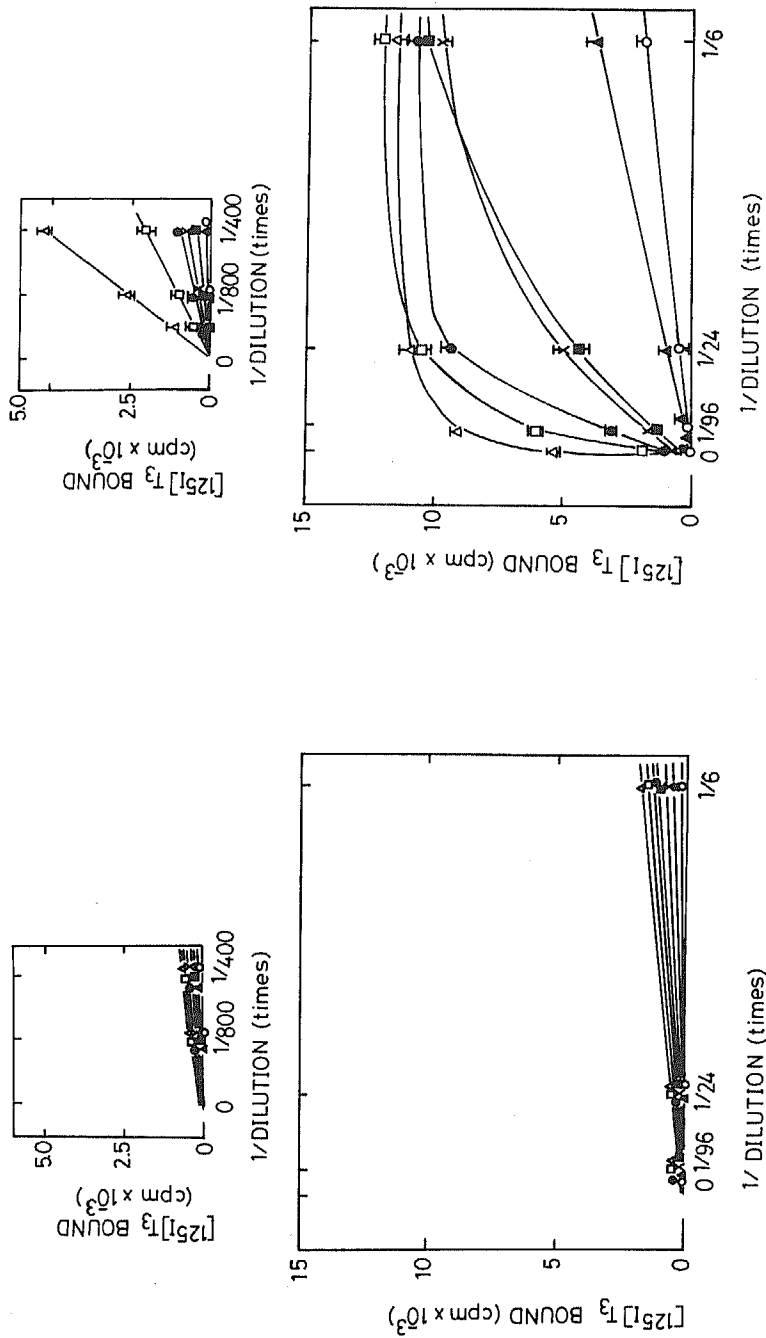 [125I]T₃ BOUND
(cpm x 10⁻³)
5.0
2.5
0
0
1/800
1/400
1/DILUTION (times)
[125I] T₃ BOUND (cpm x 10⁻³)
15
10
5
0
0
1/96
1/24
1/6
1/ DILUTION (times)
[125I] T₃ BOUND
(cpm x 10⁻³)
5.0
2.5
0
0
1/800
1/400
1/DILUTION (times)
[125I] T₃ BOUND (cpm x 10⁻³)
15
10
5
0
0
1/96
1/24
1/6
1/ DILUTION (times)